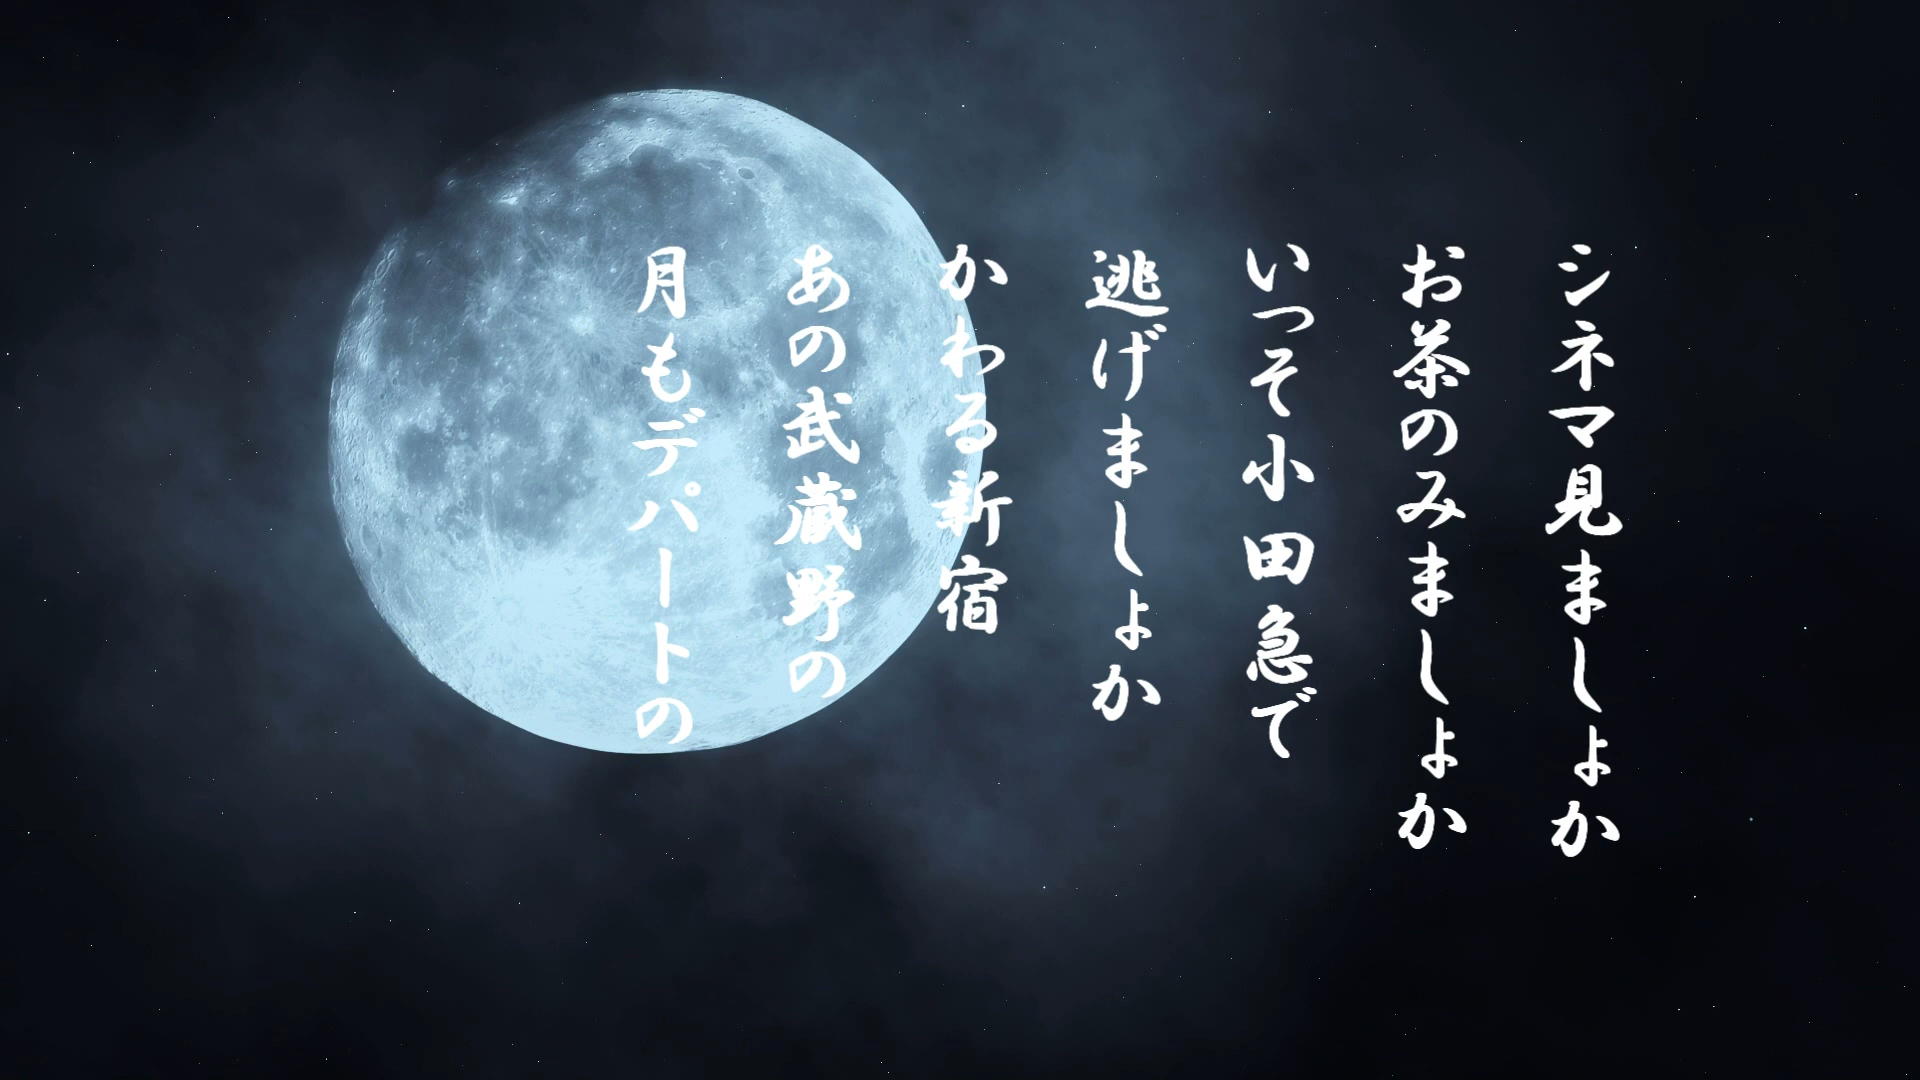 シネマ見ましょか
お茶のみましょか
いっそ小田急で
逃げましょか
かわる新宿
あの武蔵野の
月もデパートの